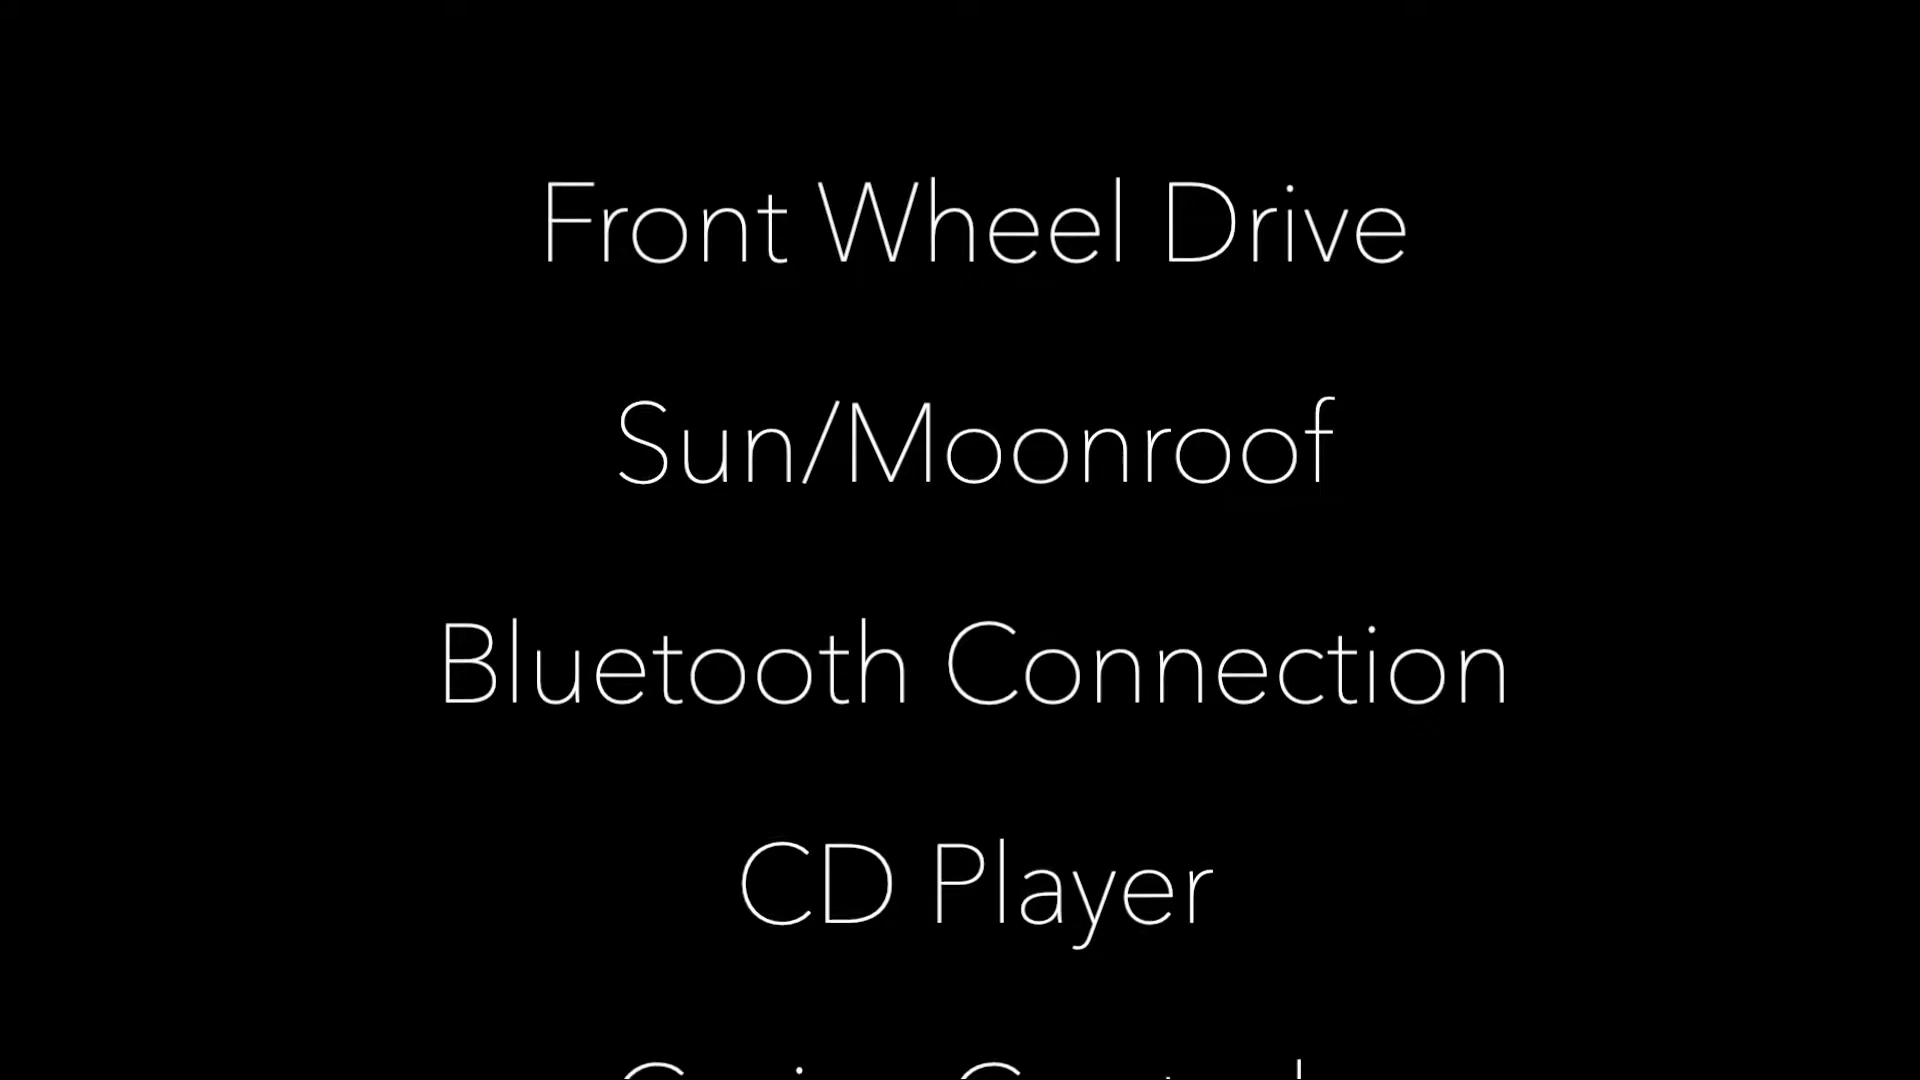 Front Wheel Drive
Sun/Moonroof
Bluetooth Connection
CD Player